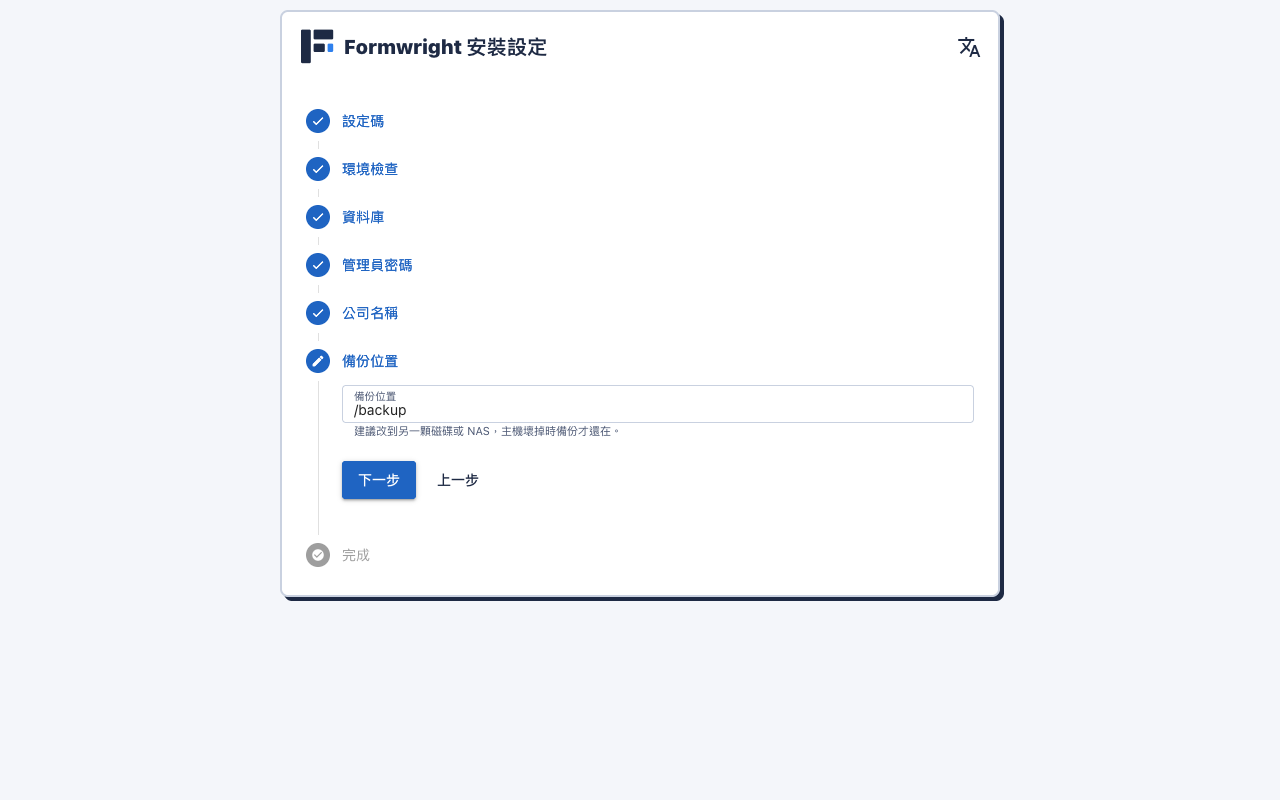 Formwright 安裝設定
設定碼
環境檢查
資料庫
管理員密碼
公司名稱
備份位置
備份位置
/backup
建議改到另一顆磁碟或 NAS，主機壞掉時備份才還在。
下一步
上一步
完成